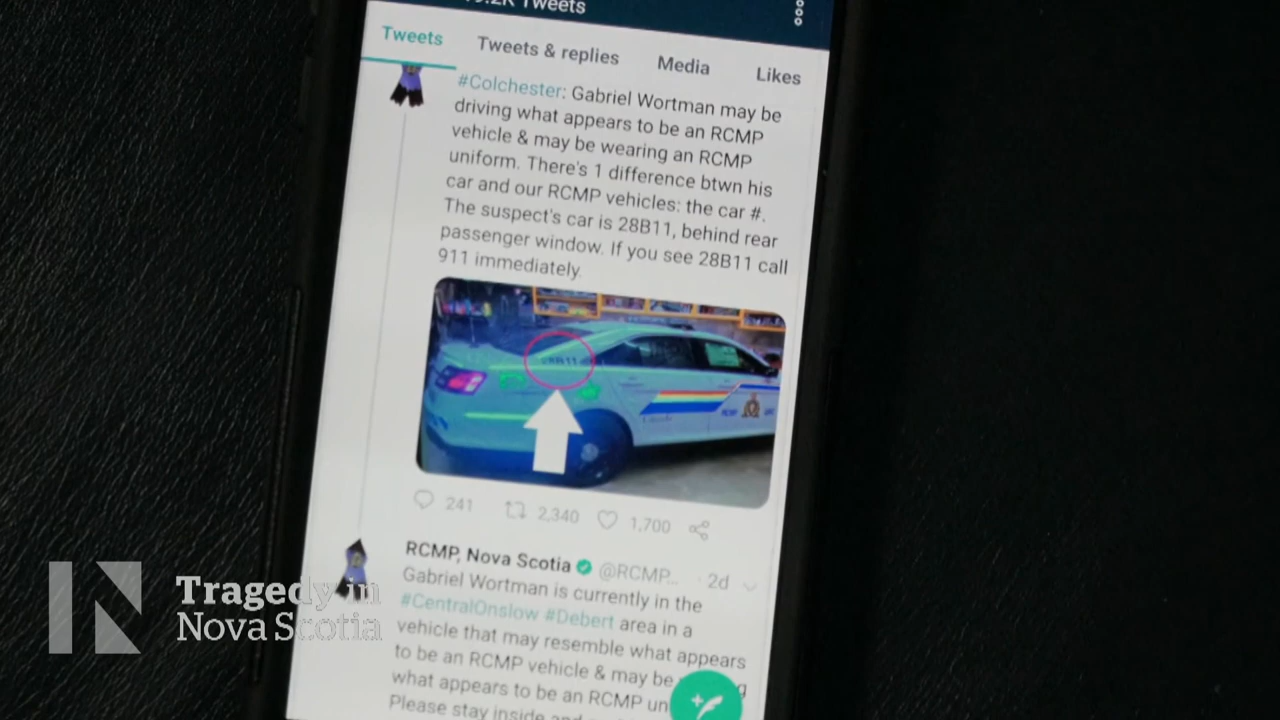 Tweets
Tweets Tweets & replies Media Likes
#Colchester: Gabriel Wortman may be
driving what appears to be an RCMP
vehicle & may be wearing an RCMP
uniform. There's 1 difference btwn his
car and our RCMP vehicles: the car #.
The suspect's car is 28B11, behind rear
passenger window. If you see 28B11 call
911 immediately.
28B11
241 2,340 1,700
RCMP, Nova Scotia @RCMP... · 2d
Gabriel Wortman is currently in the
#CentralOnslow #Debert area in a
vehicle that may resemble what appears
to be an RCMP vehicle & may be
what appears to be an RCMP un
Please stay inside and
N
Tragedy in
Nova Scotia